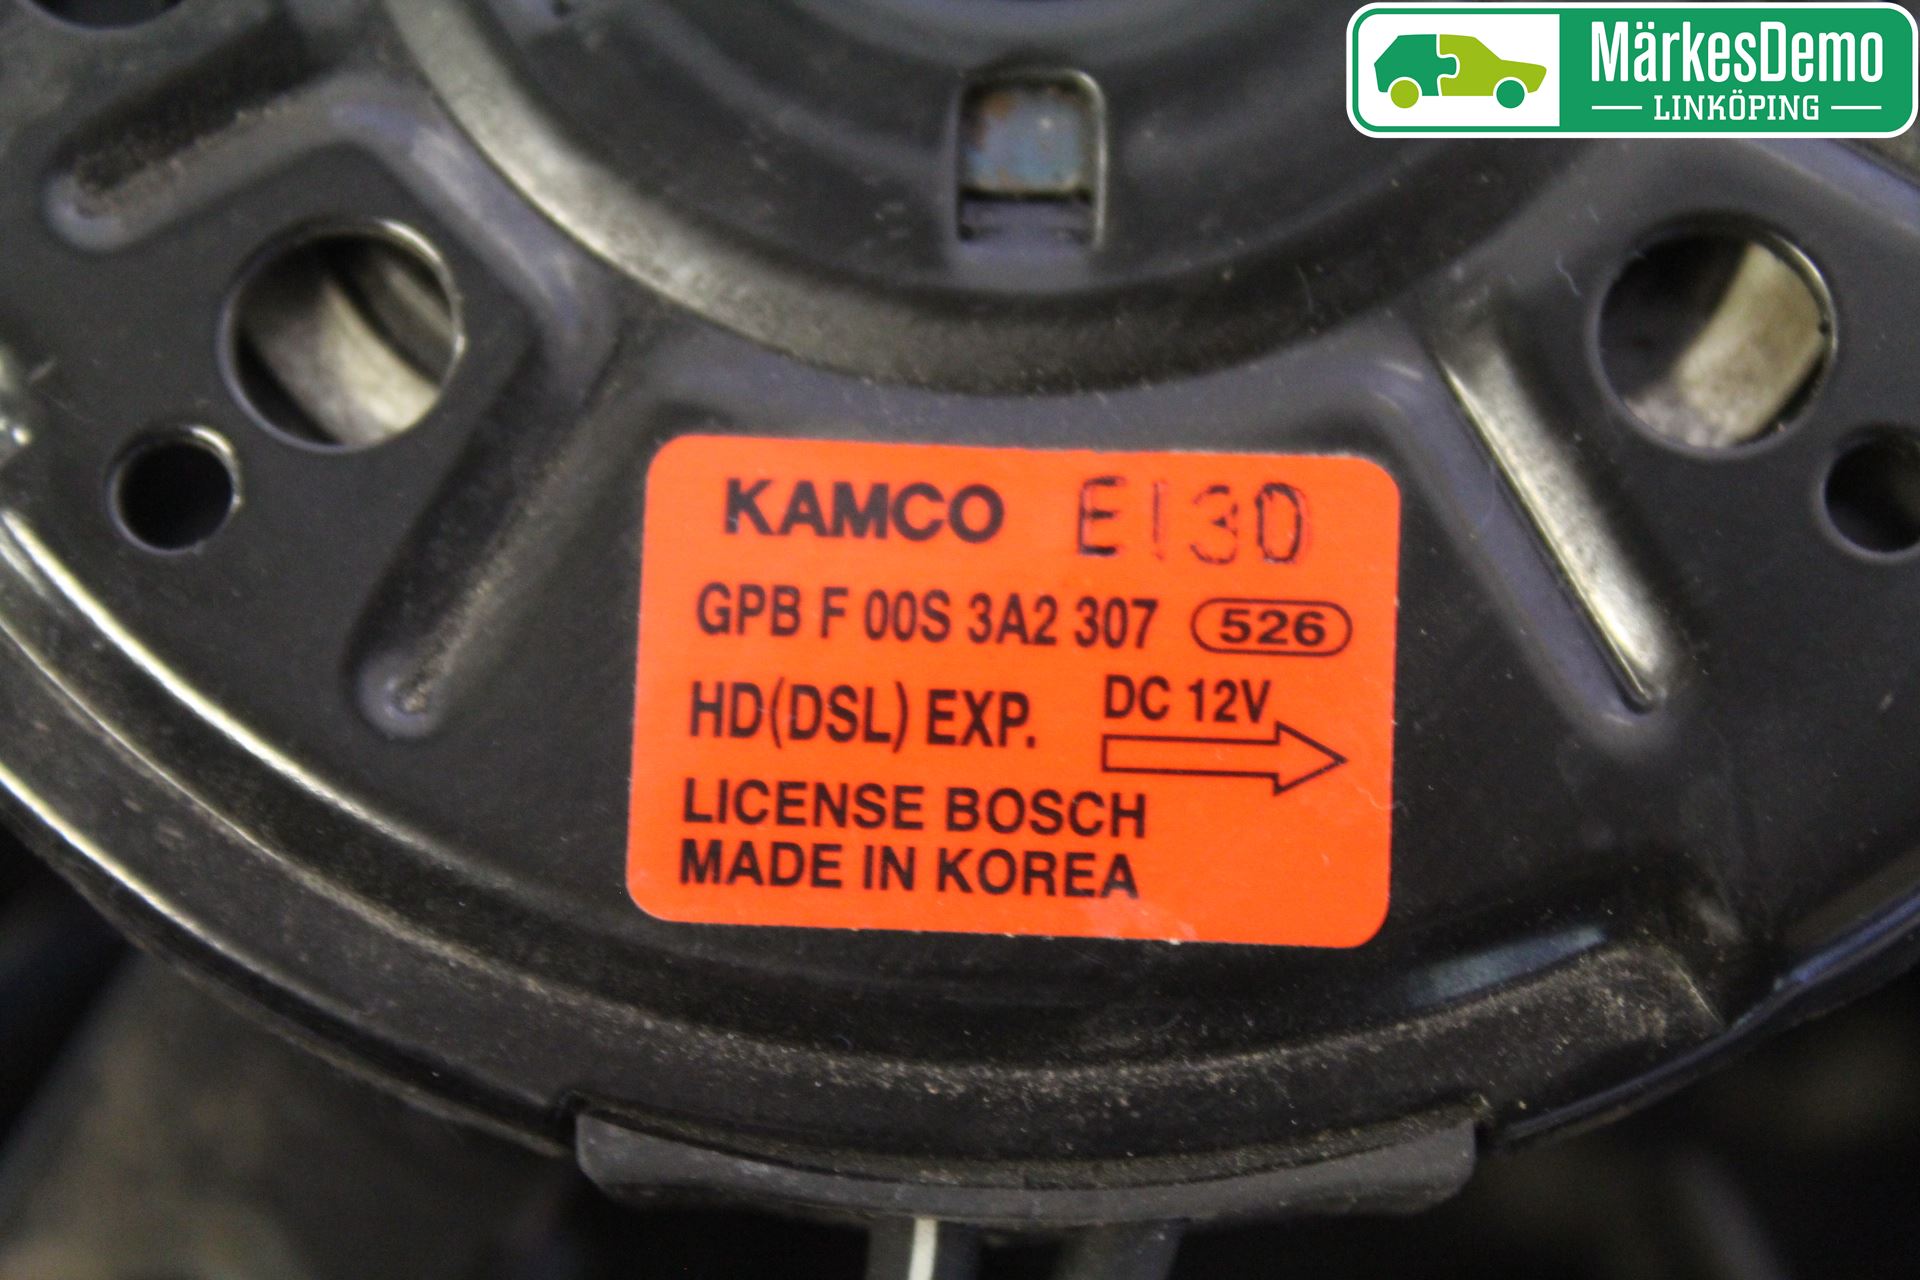 MärkesDemo
LINKÖPING
KAMCO E130
GPB F 00S 3A2 307 526
HD(DSL) EXP. DC 12V
LICENSE BOSCH
MADE IN KOREA